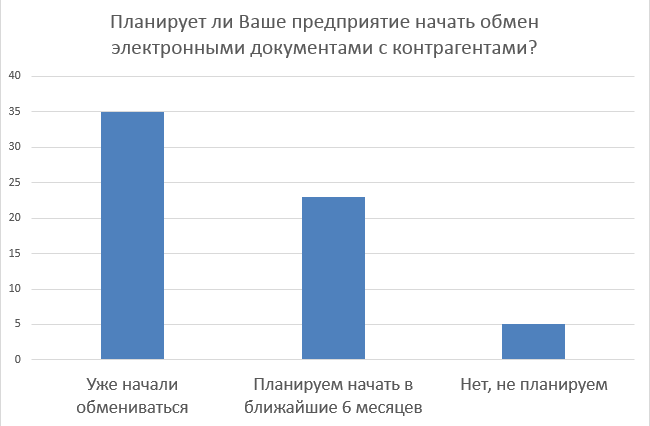 Планирует ли Ваше предприятие начать обмен
электронными документами с контрагентами?
40
35
30
25
20
15
10
5
0
Уже начали
обмениваться
Планируем начать в
ближайшие 6 месяцев
Нет, не планируем